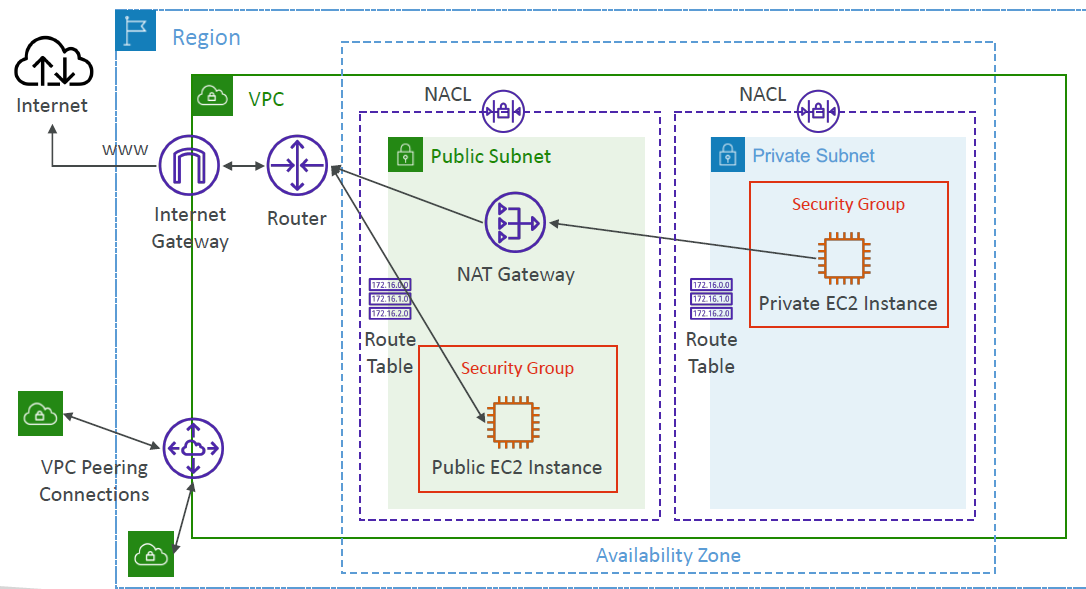 Region
Internet
VPC
NACL
NACL
www
Public Subnet
Private Subnet
Security Group
Internet
Gateway
Router
NAT Gateway
Private EC2 Instance
172.16.0.0
172.16.1.0
172.16.2.0
172.16.0.0
172.16.1.0
172.16.2.0
Route
Table
Route
Table
Security Group
Public EC2 Instance
VPC Peering
Connections
Availability Zone